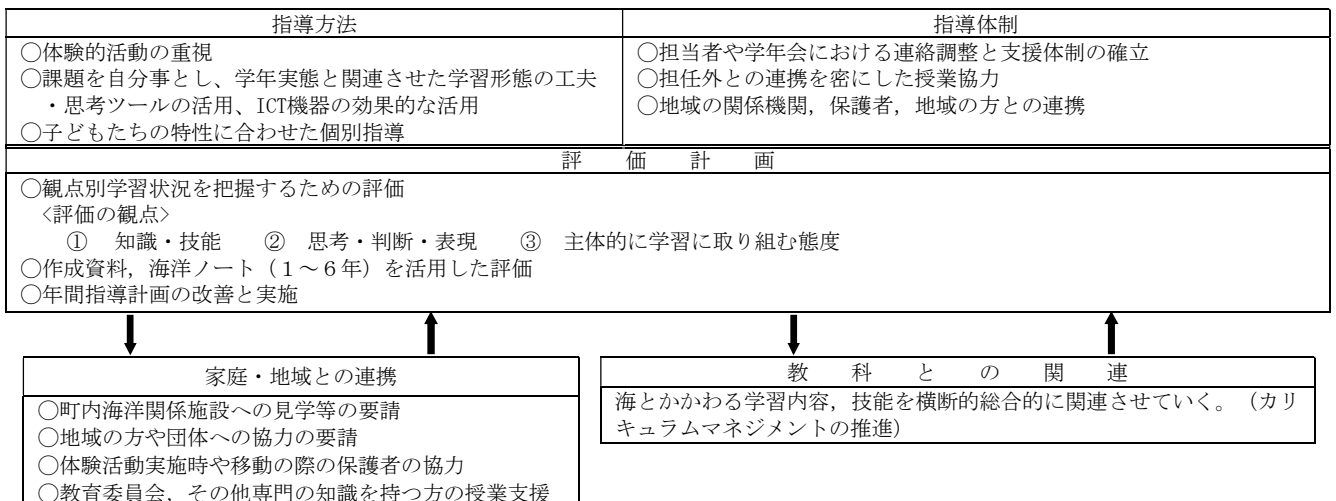 指導方法
○体験的活動の重視
○課題を自分事とし、学年実態と関連させた学習形態の工夫
・思考ツールの活用、ICT機器の効果的な活用
○子どもたちの特性に合わせた個別指導
指導体制
○担当者や学年会における連絡調整と支援体制の確立
○担任外との連携を密にした授業協力
○地域の関係機関，保護者，地域の方との連携
評　価　計　画
○観点別学習状況を把握するための評価
<評価の観点>
①　知識・技能　　②　思考・判断・表現　　③　主体的に学習に取り組む態度
○作成資料，海洋ノート（１～６年）を活用した評価
○年間指導計画の改善と実施
家庭・地域との連携
○町内海洋関係施設への見学等の要請
○地域の方や団体への協力の要請
○体験活動実施時や移動の際の保護者の協力
○教育委員会，その他専門の知識を持つ方の授業支援
教　科　と　の　関　連
海とかかわる学習内容，技能を横断的総合的に関連させていく。（カリ
キュラムマネジメントの推進）